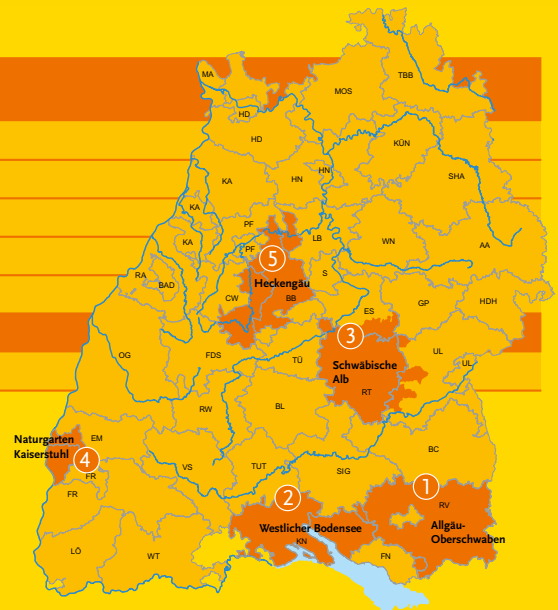 MA
TBB
MOS
HD
HD
KÜN
HN
HN
SHA
KA
KA
PF
KA
PF
LB
WN
AA
5
S
RA
BAD
CW
Heckengäu
BB
ES
GP
HDH
3
OG
FDS
TÜ
Schwäbische
Alb
UL
UL
RT
RW
BL
Naturgarten
Kaiserstuhl
EM
4
FR
FR
VS
TUT
SIG
BC
2
1
RV
Westlicher Bodensee
KN
Allgäu-
Oberschwaben
LÖ
WT
FN